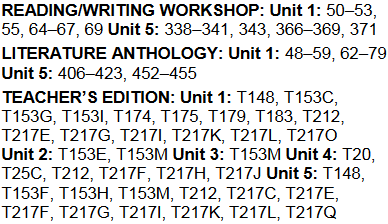 READING/WRITING WORKSHOP: Unit 1: 50–53,
55, 64–67, 69 Unit 5: 338–341, 343, 366–369, 371
LITERATURE ANTHOLOGY: Unit 1: 48–59, 62–79
Unit 5: 406–423, 452–455
TEACHER'S EDITION: Unit 1: T148, T153C,
T153G, T153I, T174, T175, T179, T183, T212,
T217E, T217G, T217I, T217K, T217L, T217O
Unit 2: T153E, T153M Unit 3: T153M Unit 4: T20,
T25C, T212, T217F, T217H, T217J Unit 5: T148,
T153F, T153H, T153M, T212, T217C, T217E,
T217F, T217G, T217I, T217K, T217L, T217Q